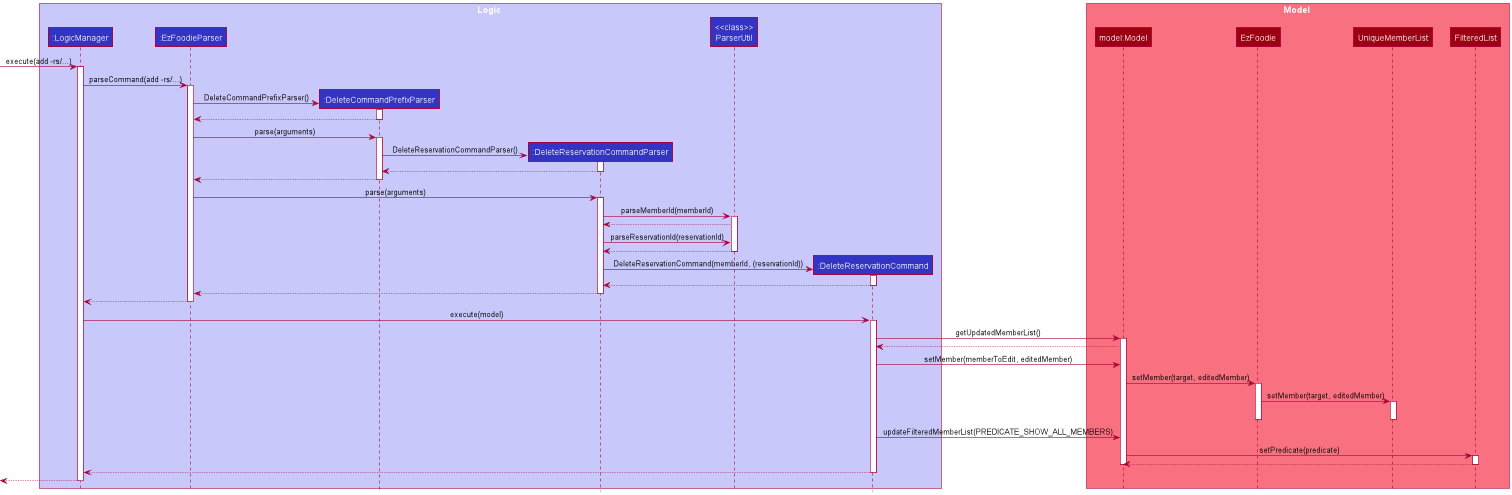 Logic
Model
<<class>>
ParserUtil
:LogicManager
:EzFoodieParser
model:Model
EzFoodie
UniqueMemberList
FilteredList
execute(add -rs/...)
parseCommand(add -rs/...)
DeleteCommandPrefixParser()
:DeleteCommandPrefixParser
parse(arguments)
DeleteReservationCommandParser()
:DeleteReservationCommandParser
parse(arguments)
parseMemberId(memberId)
parseReservationId(reservationId)
DeleteReservationCommand(memberId, (reservationId))
:DeleteReservationCommand
execute(model)
getUpdatedMemberList()
setMember(memberToEdit, editedMember)
setMember(target, editedMember)
setMember(target, editedMember)
updateFilteredMemberList(PREDICATE_SHOW_ALL_MEMBERS)
setPredicate(predicate)